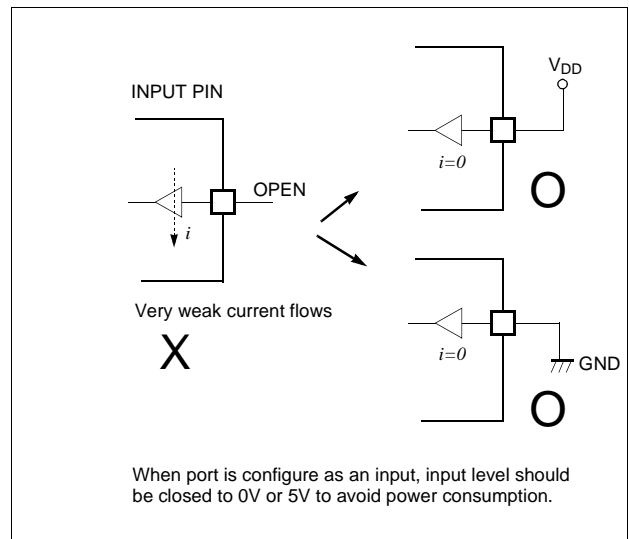 INPUT PIN
OPEN
i
Very weak current flows
X
VDD
i=0
O
i=0
GND
O
When port is configure as an input, input level should
be closed to 0V or 5V to avoid power consumption.